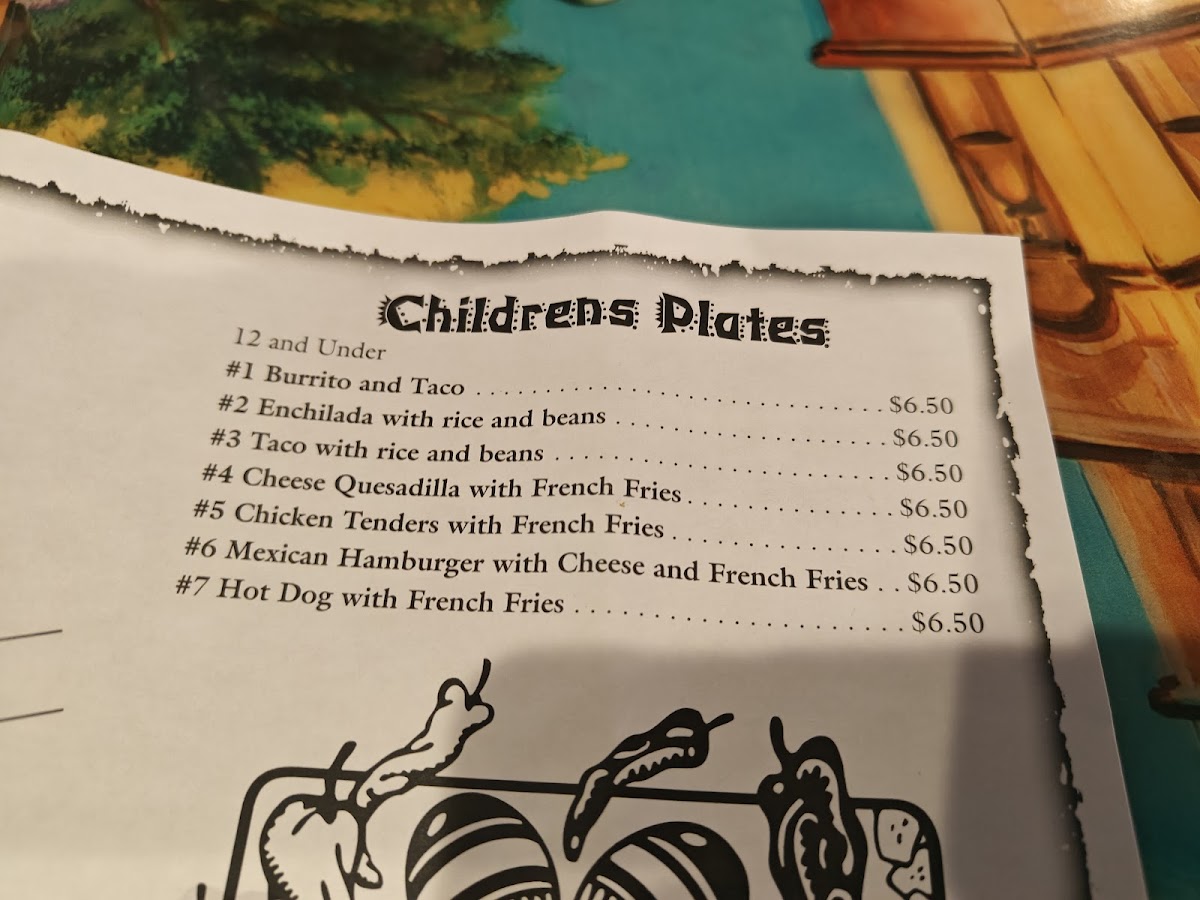 Childrens Plates
12 and Under
#1 Burrito and Taco . . . . . . . . . . . . . . . . . . . . . . . . . . . . . . $6.50
#2 Enchilada with rice and beans . . . . . . . . . . . . . . . . . . . $6.50
#3 Taco with rice and beans . . . . . . . . . . . . . . . . . . . . . . . $6.50
#4 Cheese Quesadilla with French Fries. . . . . . . . . . . . . . $6.50
#5 Chicken Tenders with French Fries . . . . . . . . . . . . . . . $6.50
#6 Mexican Hamburger with Cheese and French Fries . . $6.50
#7 Hot Dog with French Fries . . . . . . . . . . . . . . . . . . . . . $6.50